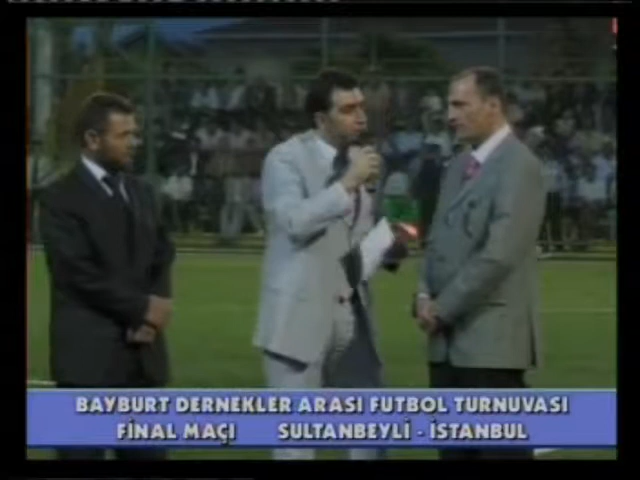 BAYBURT DERNEKLER ARASI FUTBOL TURNUVASI
FİNAL MAÇI SULTANBEYLİ - İSTANBUL